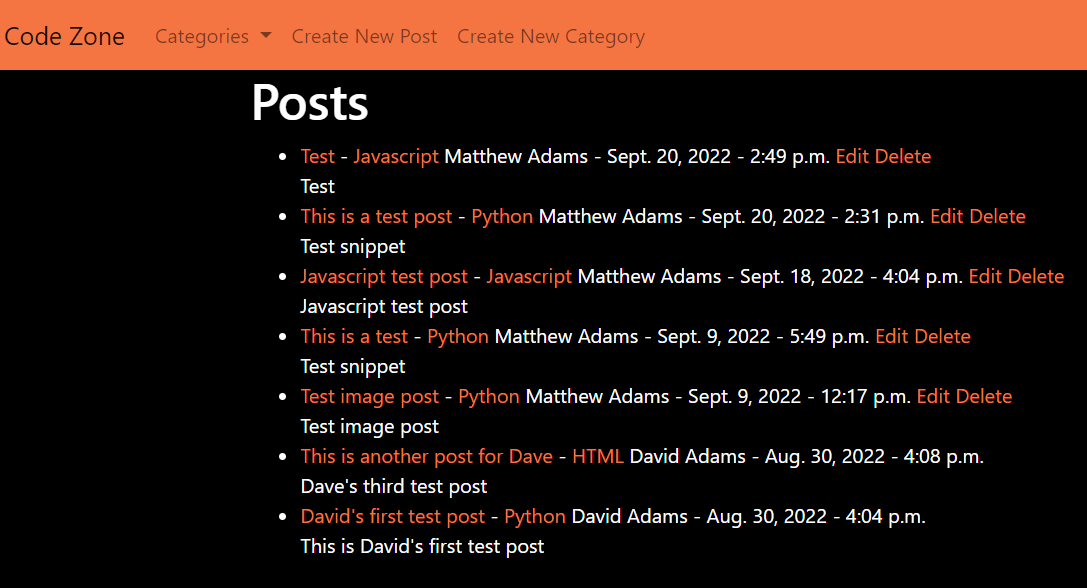 Code Zone Categories Create New Post Create New Category
Posts
Test - Javascript Matthew Adams - Sept. 20, 2022 - 2:49 p.m. Edit Delete
Test
This is a test post - Python Matthew Adams - Sept. 20, 2022 - 2:31 p.m. Edit Delete
Test snippet
Javascript test post - Javascript Matthew Adams - Sept. 18, 2022 - 4:04 p.m. Edit Delete
Javascript test post
This is a test - Python Matthew Adams - Sept. 9, 2022 - 5:49 p.m. Edit Delete
Test snippet
Test image post - Python Matthew Adams - Sept. 9, 2022 - 12:17 p.m. Edit Delete
Test image post
This is another post for Dave - HTML David Adams - Aug. 30, 2022 - 4:08 p.m.
Dave's third test post
David's first test post - Python David Adams - Aug. 30, 2022 - 4:04 p.m.
This is David's first test post